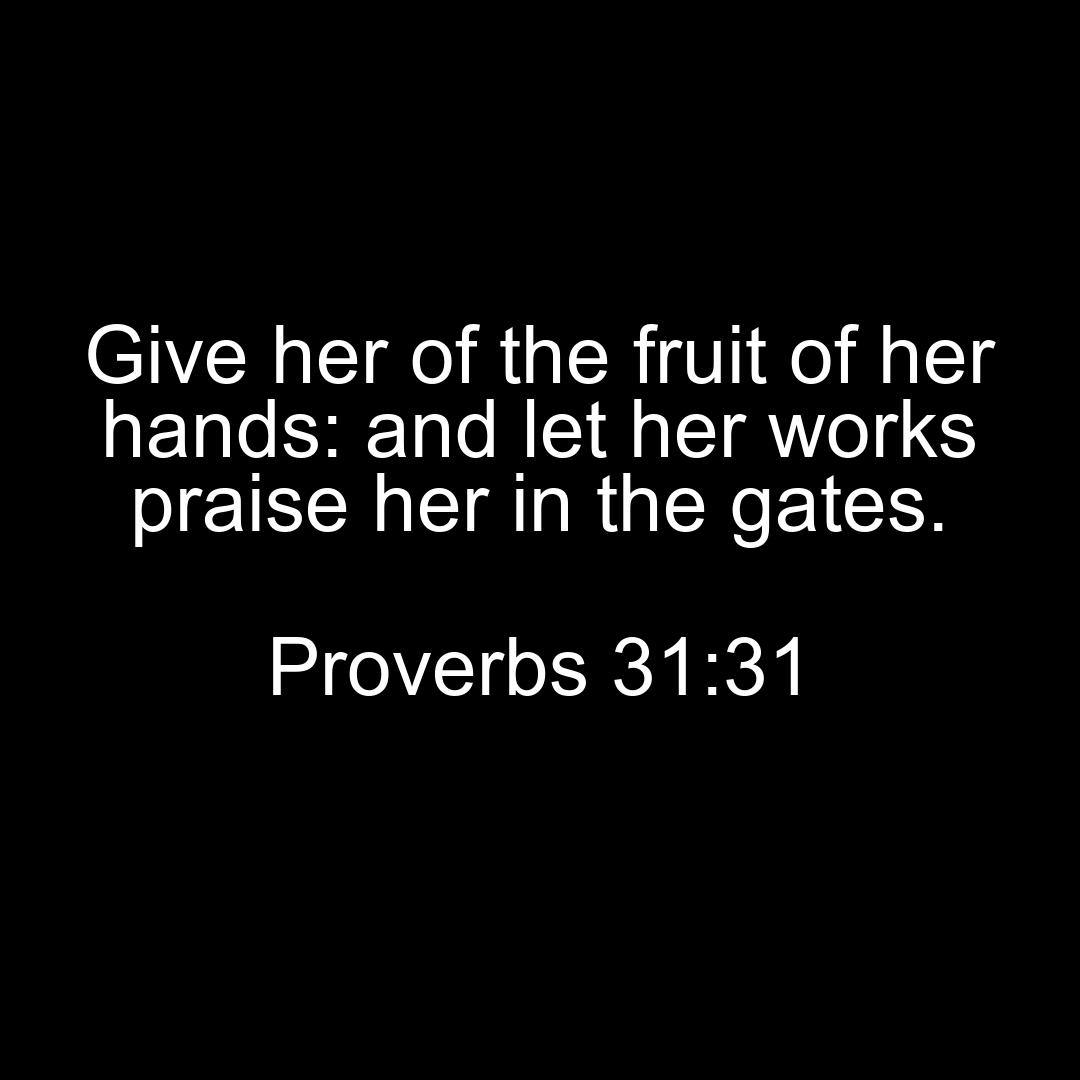 Give her of the fruit of her
hands: and let her works
praise her in the gates.
Proverbs 31:31